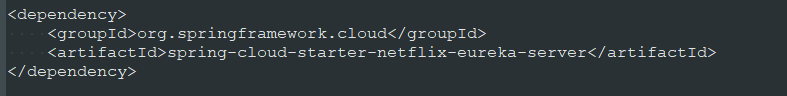 <dependency>
    <groupId>org.springframework.cloud</groupId>
    <artifactId>spring-cloud-starter-netflix-eureka-server</artifactId>
</dependency>